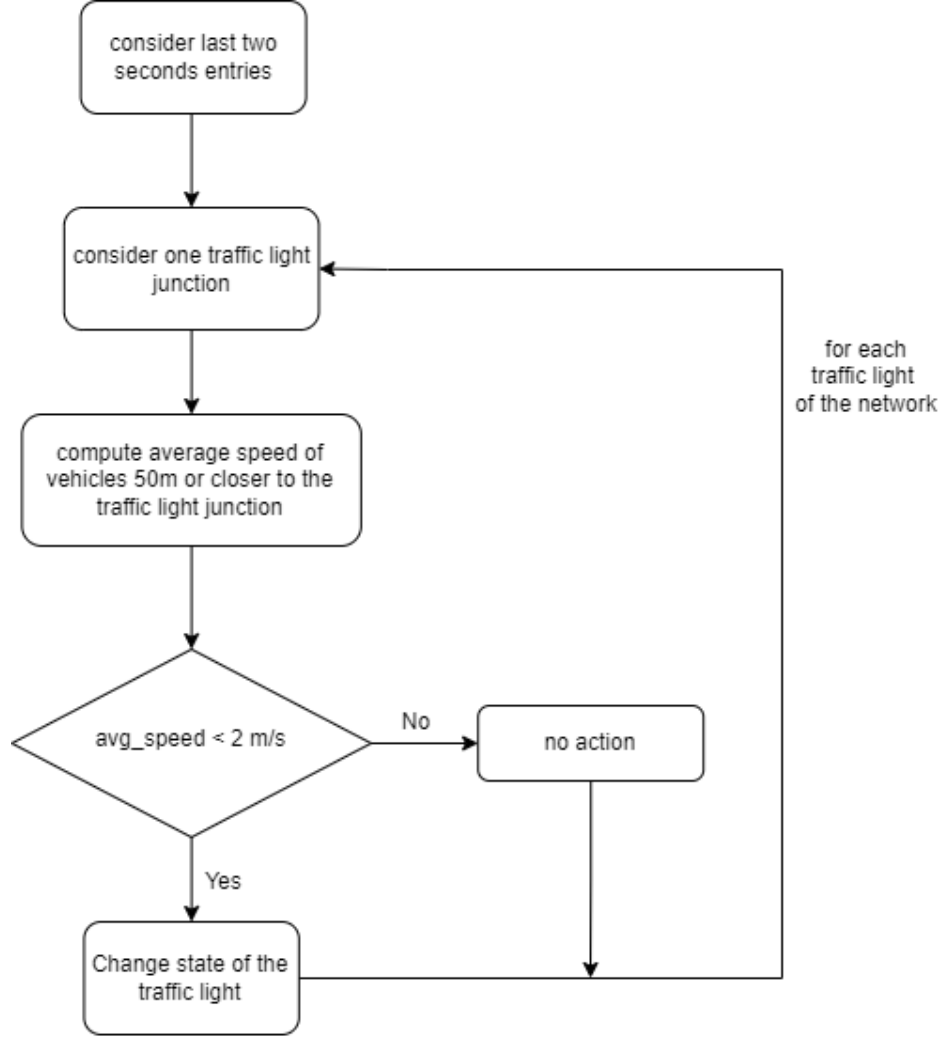 consider last two
seconds entries
consider one traffic light
junction
for each
traffic light
of the network
compute average speed of
vehicles 50m or closer to the
traffic light junction
avg_speed < 2 m/s
No
no action
Yes
Change state of the
traffic light